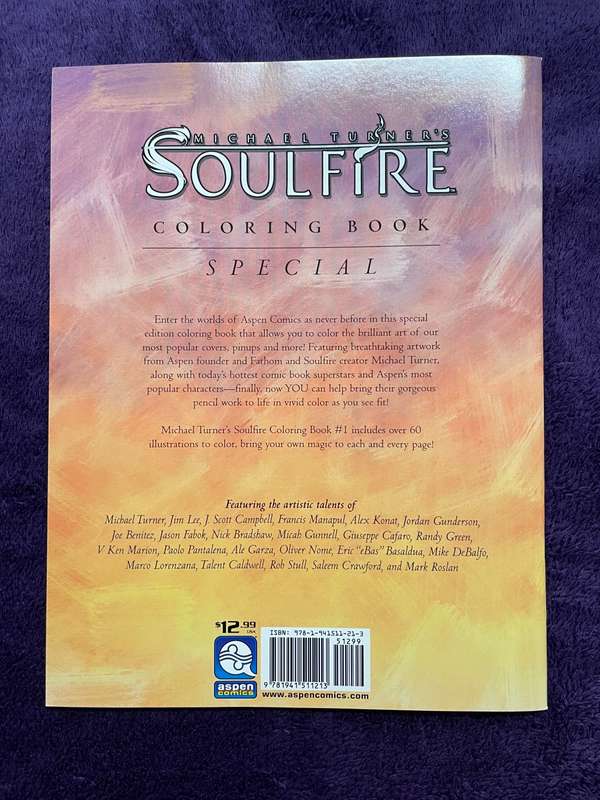 MICHAEL TURNER'S
SOULFIRE
COLORING BOOK
SPECIAL
Enter the worlds of Aspen Comics as never before in this special
edition coloring book that allows you to color the brilliant art of our
most popular covers, pinups and more! Featuring breathtaking artwork
from Aspen founder and Fathom and Soulfire creator Michael Turner,
along with today's hottest comic book superstars and Aspen's most
popular characters—finally, now YOU can help bring their gorgeous
pencil work to life in vivid color as you see fit!
Michael Turner's Soulfire Coloring Book #1 includes over 60
illustrations to color, bring your own magic to each and every page!
Featuring the artistic talents of
Michael Turner, Jim Lee, J. Scott Campbell, Francis Manapul, Alex Konat, Jordan Gunderson,
Joe Benitez, Jason Fabok, Nick Bradshaw, Micah Gunnell, Giuseppe Cafaro, Randy Green,
V Ken Marion, Paolo Pantalena, Ale Garza, Oliver Nome, Eric "eBas" Basaldua, Mike DeBalfo,
Marco Lorenzana, Talent Caldwell, Rob Stull, Saleem Crawford, and Mark Roslan
$12.99
aspen
comics
ISBN: 978-1-941511-21-3
51299
9 781941 511213
www.aspencomics.com